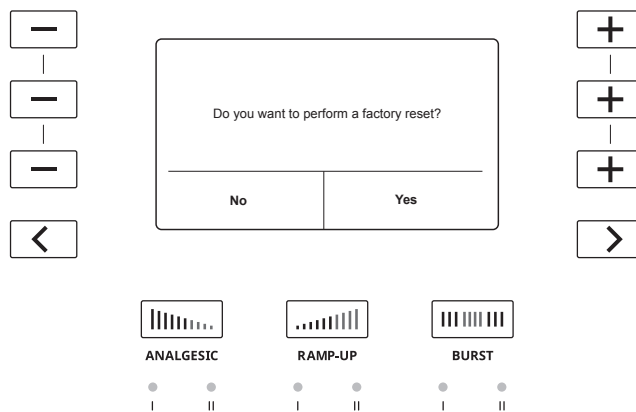 Do you want to perform a factory reset?
No Yes
ANALGESIC RAMP-UP BURST
I II I II I II